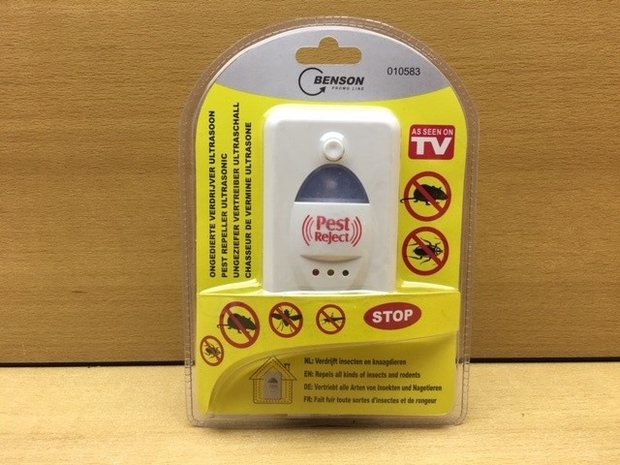 BENSON
PROMO LINE
010583
ONGEDIERTE VERDRIJVER ULTRASOON
PEST REPELLER ULTRASONIC
UNGEZIEFER VERTREIBER ULTRASCHALL
CHASSEUR DE VERMINE ULTRASONE
AS SEEN ON
TV
Pest
Reject
STOP
NL: Verdrijft insecten en knaagdieren
EN: Repels all kinds of insects and rodents
DE: Vertriebt alle Arten von Insekten und Nagetieren
FR: Fait fuir toute sortes d'insectes et de rongeur